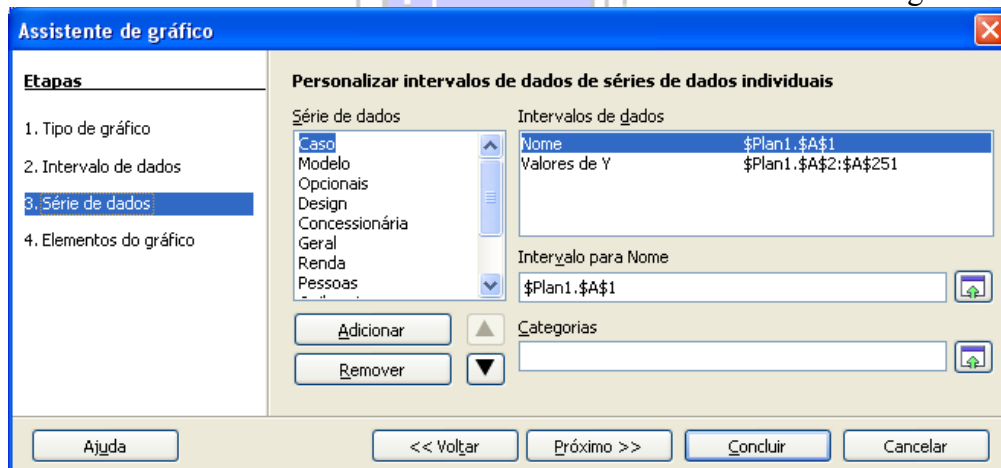 Assistente de gráfico
Etapas
1. Tipo de gráfico
2. Intervalo de dados
3. Série de dados
4. Elementos do gráfico
Personalizar intervalos de dados de séries de dados individuais
Série de dados
Caso
Modelo
Opcionais
Design
Concessionária
Geral
Renda
Pessoas
Adicionar
Remover
Intervalos de dados
Nome $Plan1.$A$1
Valores de Y $Plan1.$A$2:$A$251
Intervalo para Nome
$Plan1.$A$1
Categorias
Ajuda
<< Voltar
Próximo >>
Concluir
Cancelar